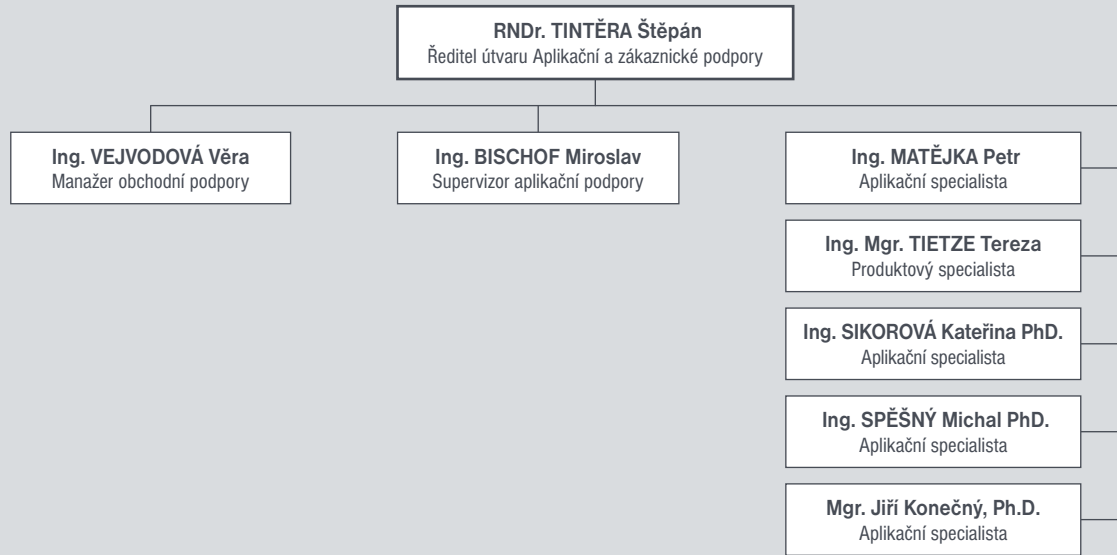 RNDr. TINTĚRA Štěpán
Ředitel útvaru Aplikační a zákaznické podpory
Ing. VEJVODOVÁ Věra
Manažer obchodní podpory
Ing. BISCHOF Miroslav
Supervizor aplikační podpory
Ing. MATĚJKA Petr
Aplikační specialista
Ing. Mgr. TIETZE Tereza
Produktový specialista
Ing. SIKOROVÁ Kateřina PhD.
Aplikační specialista
Ing. SPĚŠNÝ Michal PhD.
Aplikační specialista
Mgr. Jiří Konečný, Ph.D.
Aplikační specialista